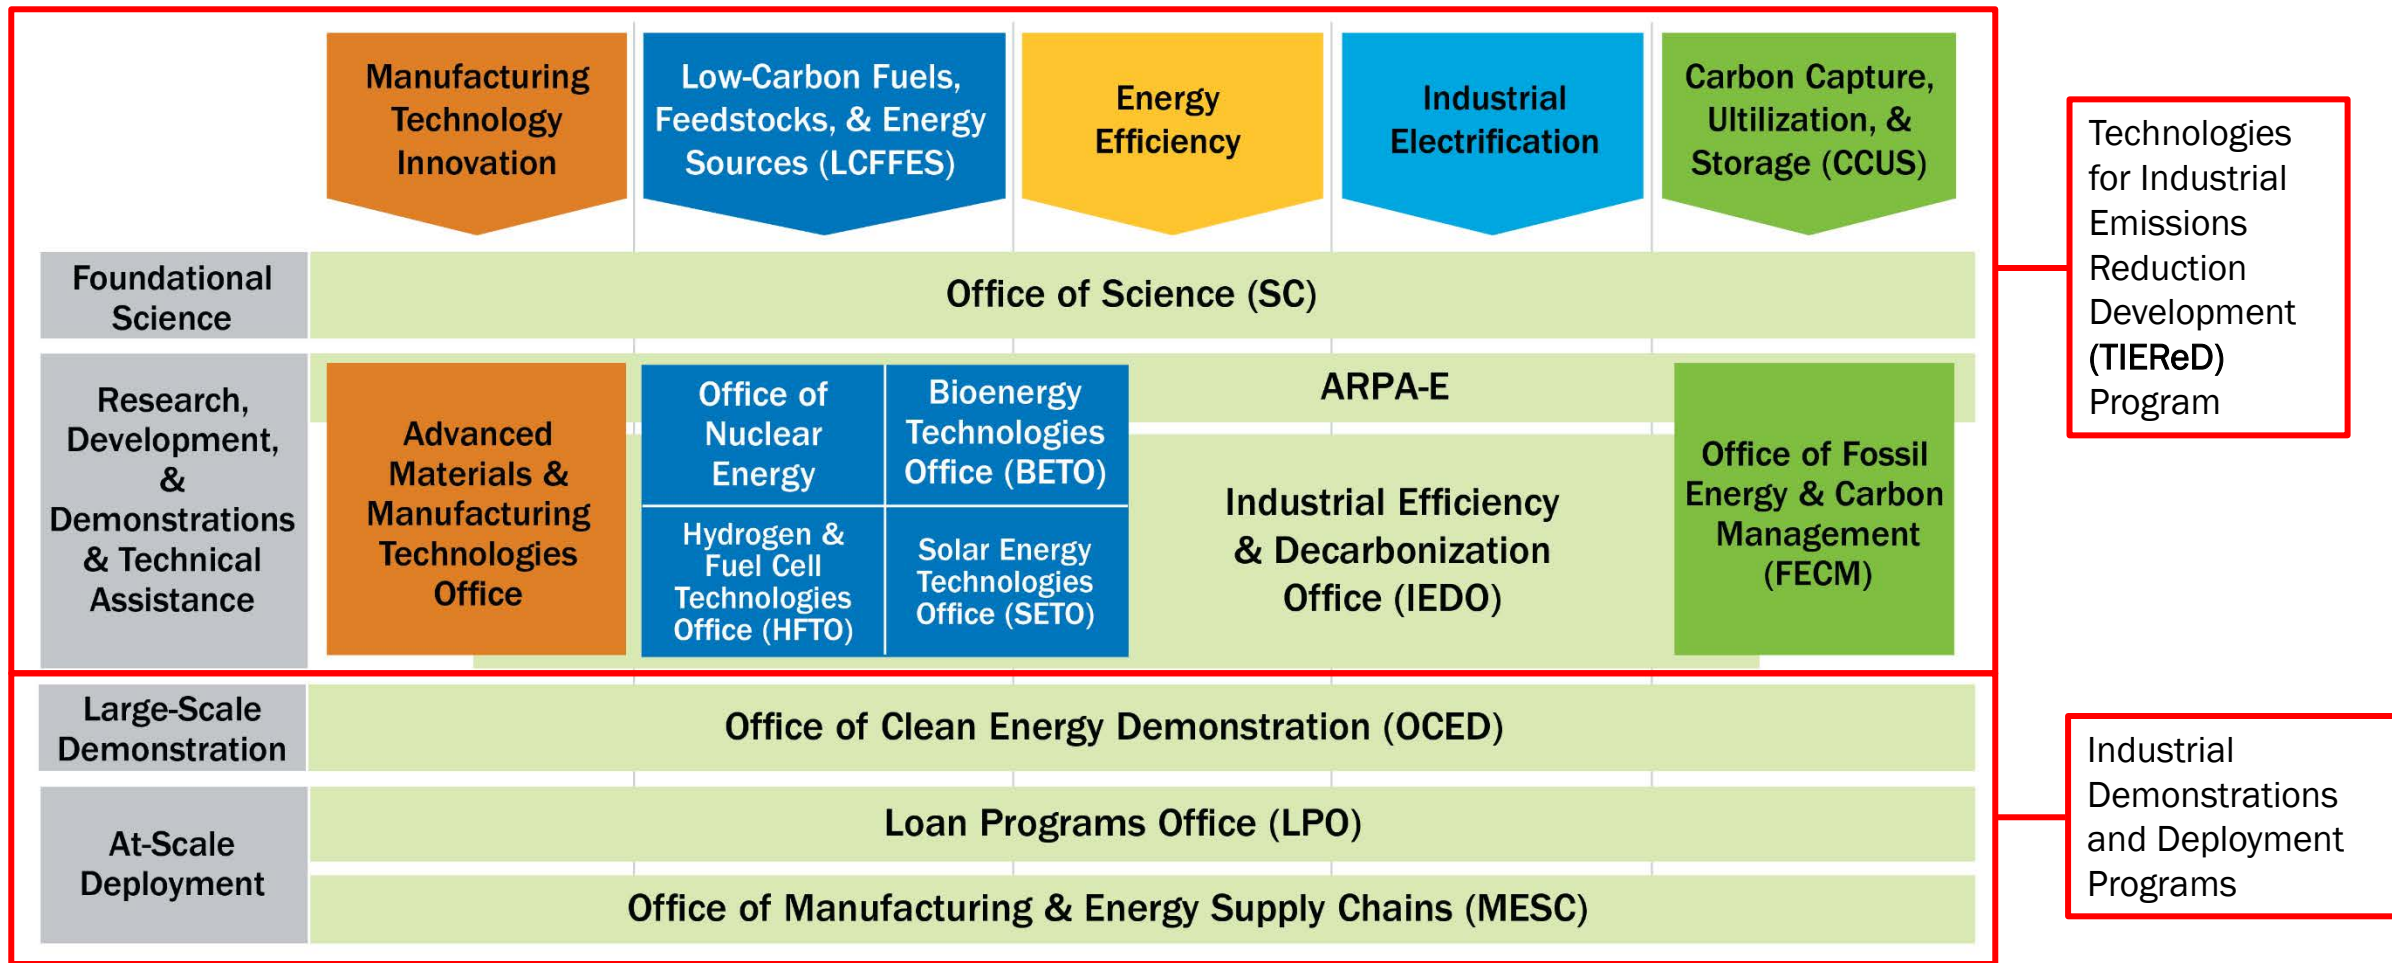 Manufacturing
Technology
Innovation
Low-Carbon Fuels,
Feedstocks, & Energy
Sources (LCFFES)
Energy
Efficiency
Industrial
Electrification
Carbon Capture,
Ultilization, &
Storage (CCUS)
Technologies
for Industrial
Emissions
Reduction
Development
(TIEReD)
Program
Foundational
Science
Office of Science (SC)
Research,
Development,
&
Demonstrations
& Technical
Assistance
ARPA-E
Advanced
Materials &
Manufacturing
Technologies
Office
Office of
Nuclear
Energy
Bioenergy
Technologies
Office (BETO)
Hydrogen &
Fuel Cell
Technologies
Office (HFTO)
Solar Energy
Technologies
Office (SETO)
Industrial Efficiency
& Decarbonization
Office (IEDO)
Office of Fossil
Energy & Carbon
Management
(FECM)
Large-Scale
Demonstration
Office of Clean Energy Demonstration (OCED)
At-Scale
Deployment
Loan Programs Office (LPO)
Office of Manufacturing & Energy Supply Chains (MESC)
Industrial
Demonstrations
and Deployment
Programs